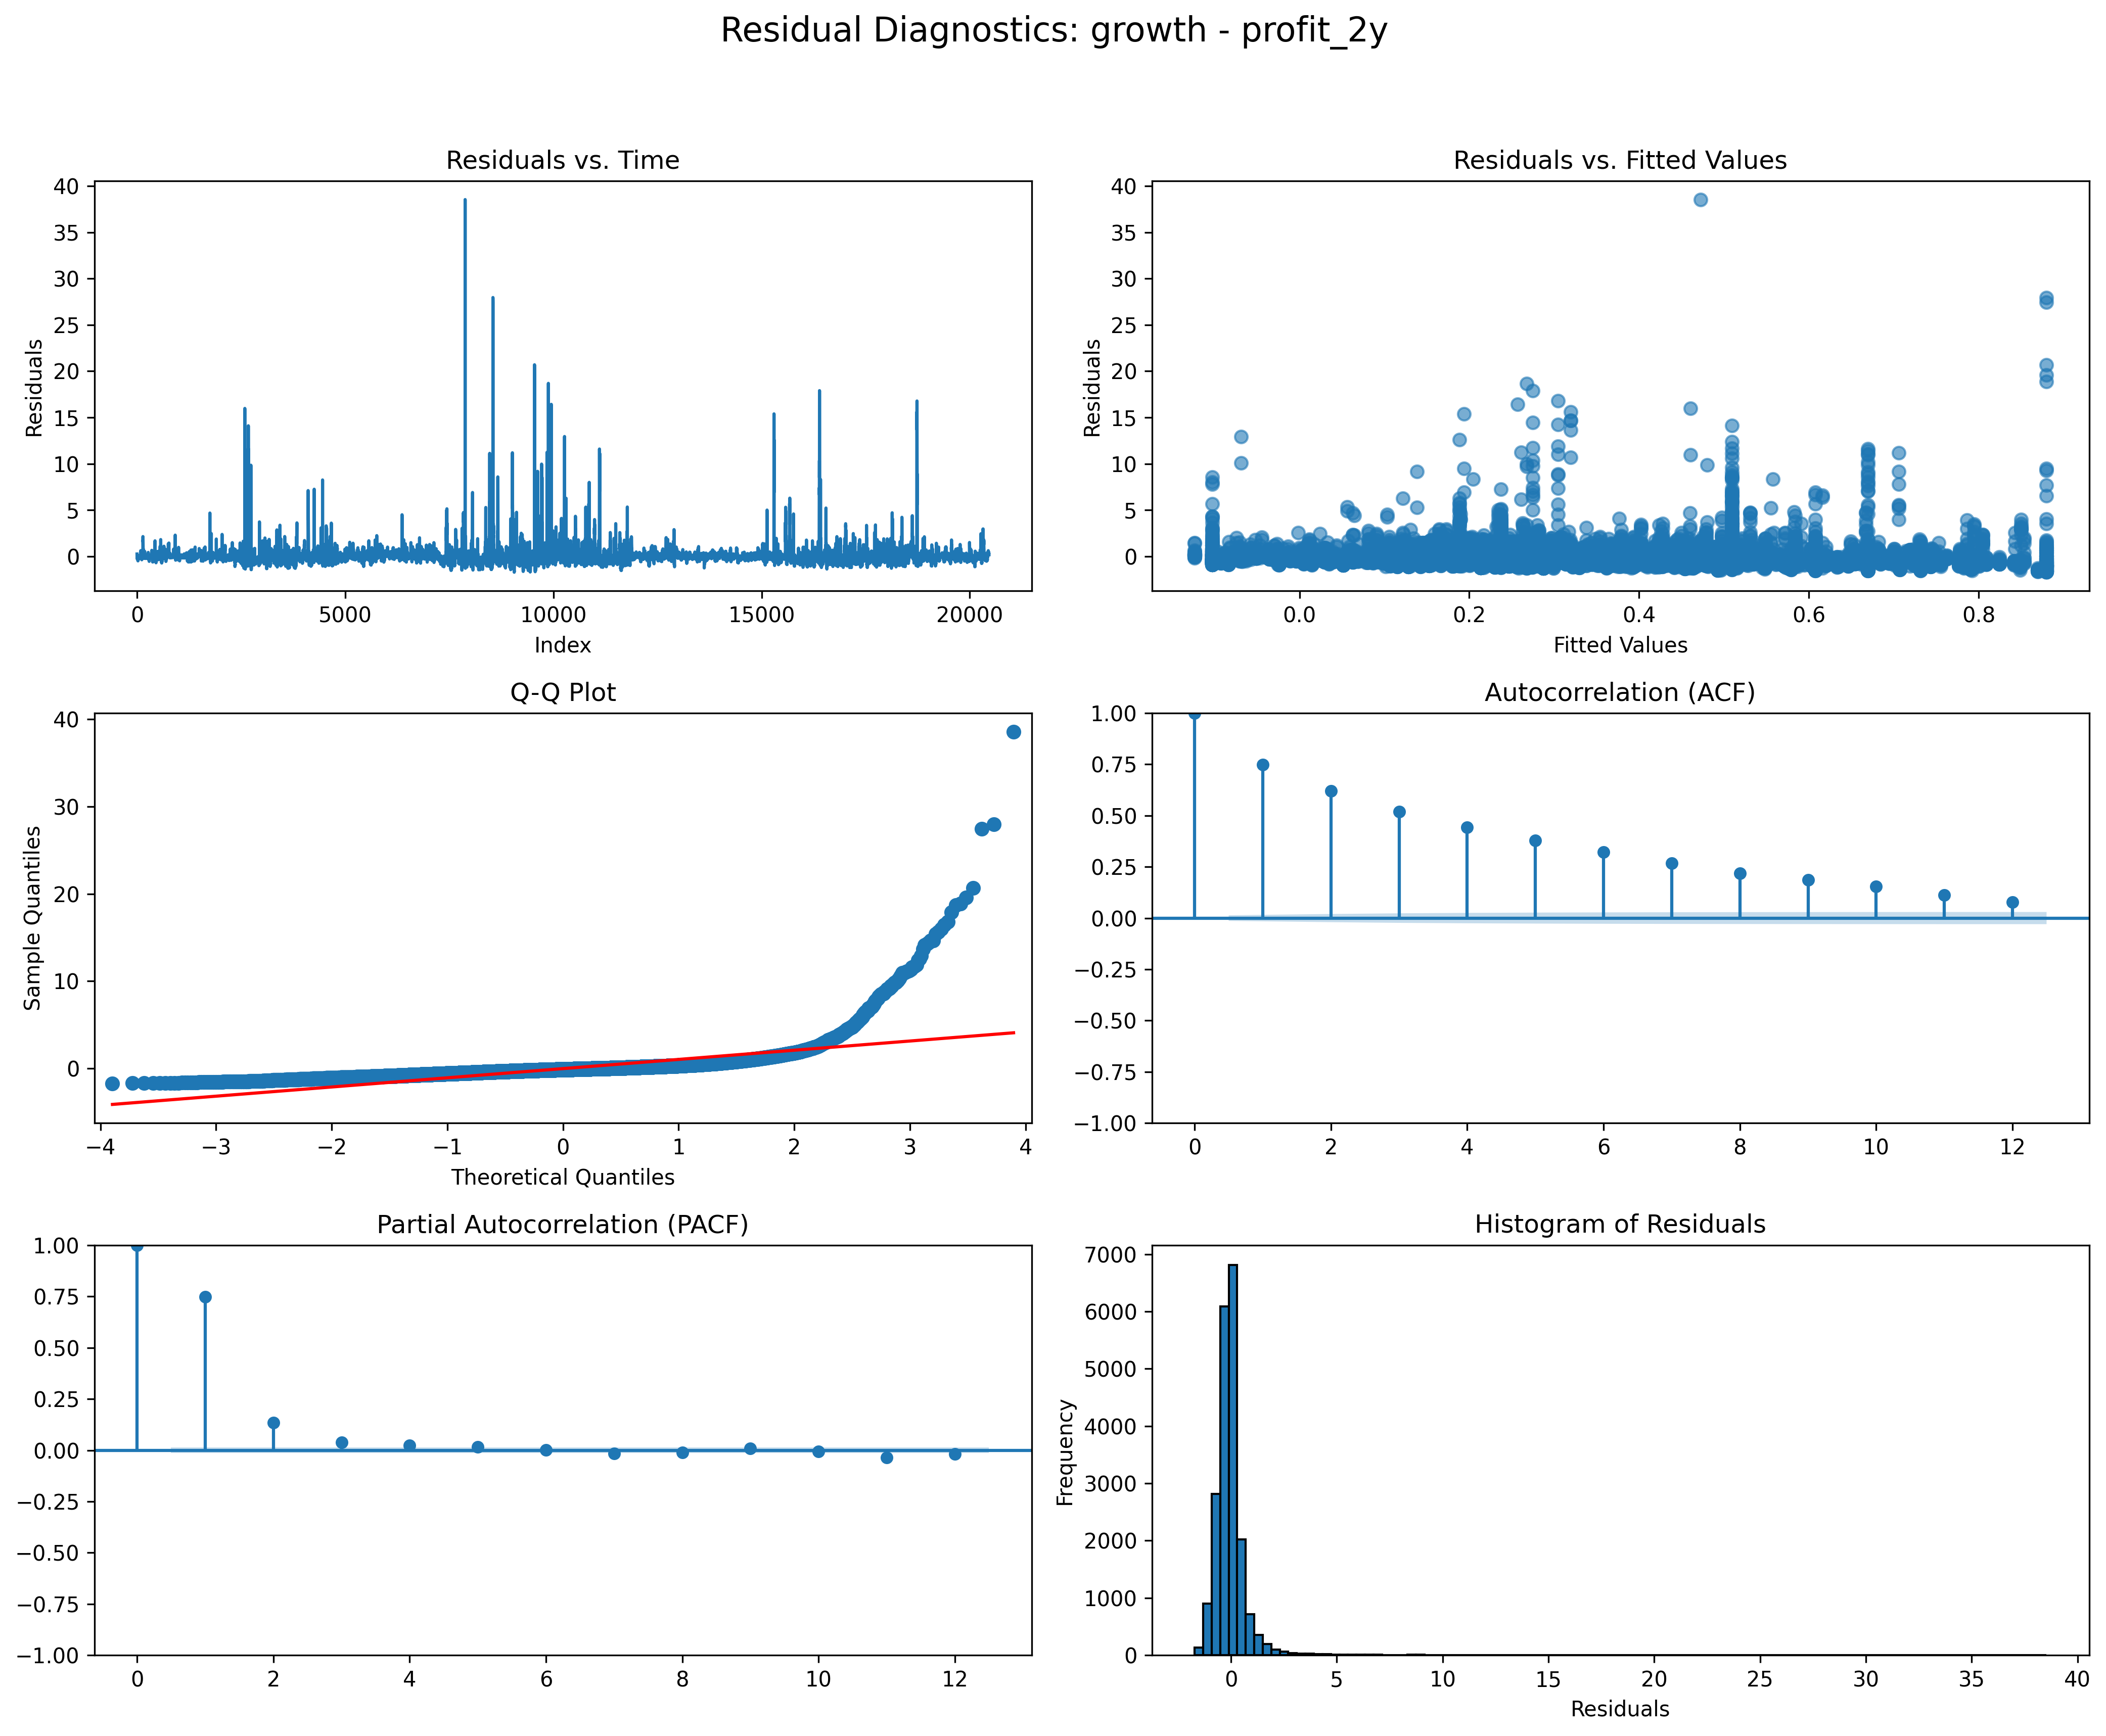 Residual Diagnostics: growth - profit_2y
Residuals vs. Time
Residuals
40
35
30
25
20
15
10
5
0
0 5000 10000 15000 20000
Index
Residuals vs. Fitted Values
Residuals
40
35
30
25
20
15
10
5
0
0.0 0.2 0.4 0.6 0.8
Fitted Values
Q-Q Plot
Sample Quantiles
40
30
20
10
0
−4 −3 −2 −1 0 1 2 3 4
Theoretical Quantiles
Autocorrelation (ACF)
1.00
0.75
0.50
0.25
0.00
−0.25
−0.50
−0.75
−1.00
0 2 4 6 8 10 12
Partial Autocorrelation (PACF)
1.00
0.75
0.50
0.25
0.00
−0.25
−0.50
−0.75
−1.00
0 2 4 6 8 10 12
Histogram of Residuals
Frequency
7000
6000
5000
4000
3000
2000
1000
0
0 5 10 15 20 25 30 35 40
Residuals